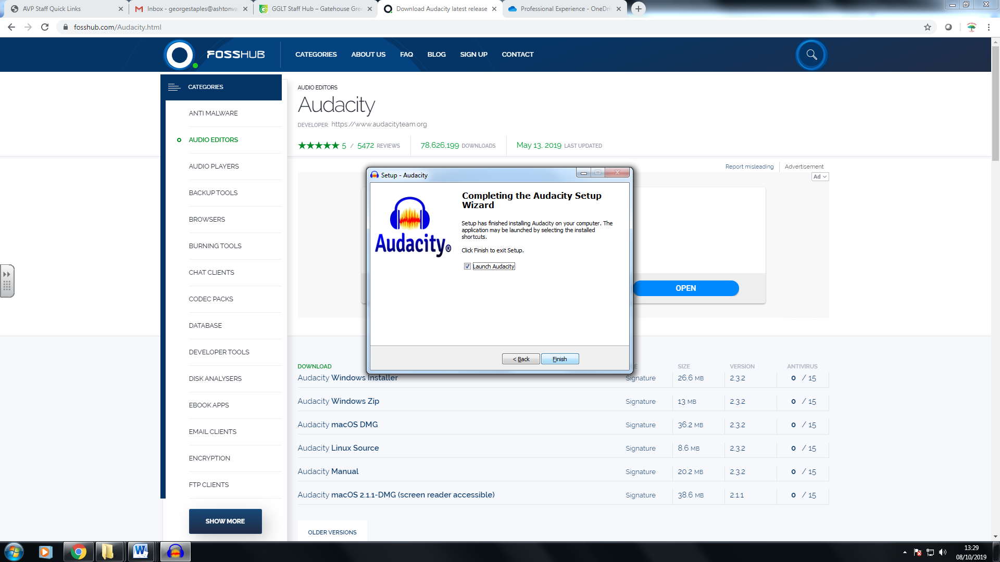 AVP Staff Quick Links
Inbox - georgestaples@ashtonva
GGLT Staff Hub – Gatehouse Gre
Download Audacity latest release
Professional Experience - OneDri
fosshub.com/Audacity.html
FOSSHUB
CATEGORIES
ABOUT US
FAQ
BLOG
SIGN UP
CONTACT
CATEGORIES
ANTI MALWARE
AUDIO EDITORS
AUDIO PLAYERS
BACKUP TOOLS
BROWSERS
BURNING TOOLS
CHAT CLIENTS
CODEC PACKS
DATABASE
DEVELOPER TOOLS
DISK ANALYSERS
EBOOK APPS
EMAIL CLIENTS
ENCRYPTION
FTP CLIENTS
SHOW MORE
AUDIO EDITORS
Audacity
DEVELOPER: https://www.audacityteam.org
5 / 5472 REVIEWS
78,626,199 DOWNLOADS
May 13, 2019 LAST UPDATED
Report misleading
Advertisement
Ad
OPEN
Setup - Audacity
Audacity®
Completing the Audacity Setup
Wizard
Setup has finished installing Audacity on your computer. The
application may be launched by selecting the installed
shortcuts.
Click Finish to exit Setup.
Launch Audacity
< Back
Finish
DOWNLOAD SIZE VERSION ANTIVIRUS
Audacity Windows Installer Signature 26.6 MB 2.3.2 0 / 15
Audacity Windows Zip Signature 13 MB 2.3.2 0 / 15
Audacity macOS DMG Signature 36.2 MB 2.3.2 0 / 15
Audacity Linux Source Signature 8.6 MB 2.3.2 0 / 15
Audacity Manual Signature 20.2 MB 2.3.2 0 / 15
Audacity macOS 2.1.1-DMG (screen reader accessible) Signature 38.6 MB 2.1.1 0 / 15
OLDER VERSIONS
13:29
08/10/2019